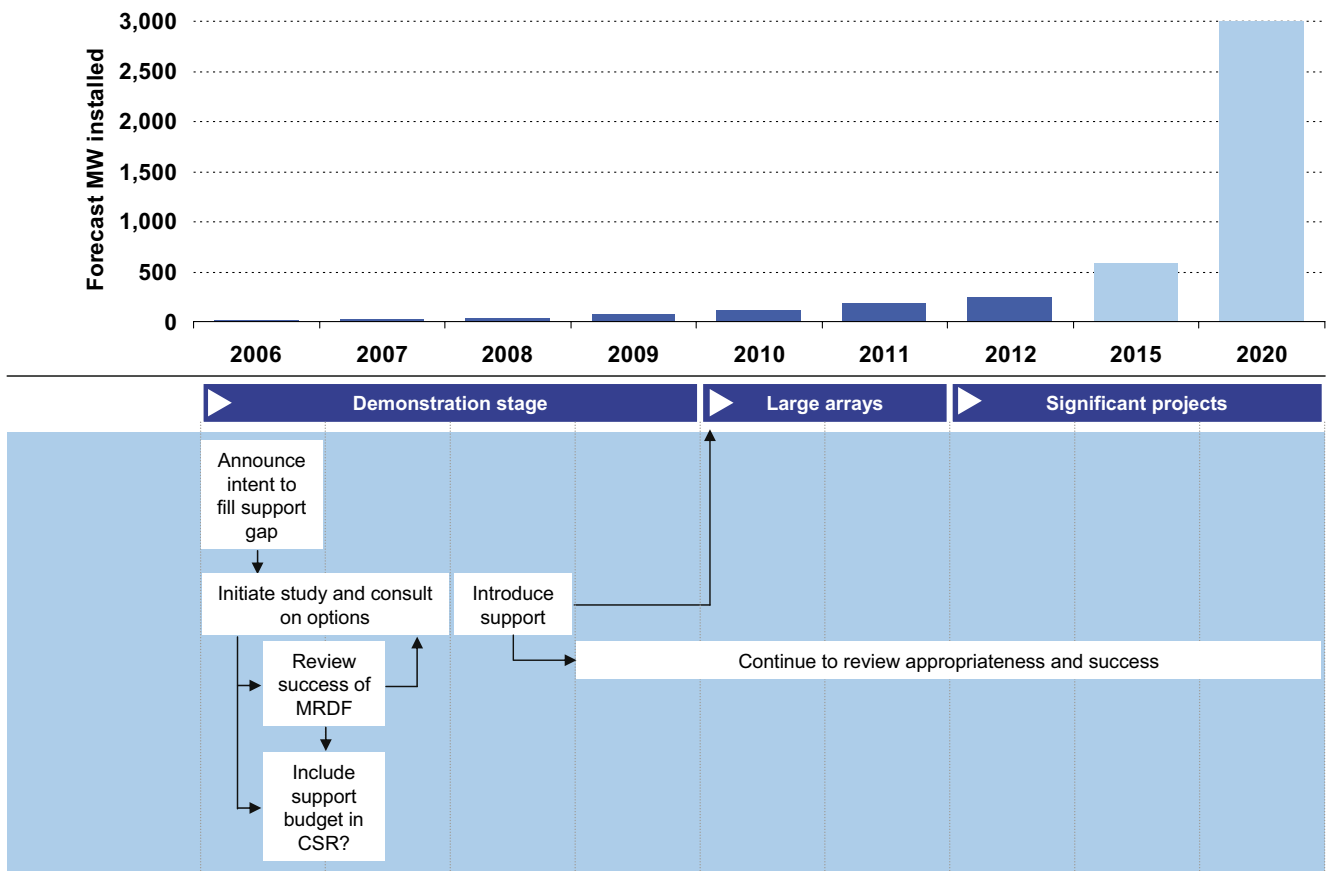 Forecast MW installed
3,000
2,500
2,000
1,500
1,000
500
0
2006 2007 2008 2009 2010 2011 2012 2015 2020
Demonstration stage
Large arrays
Significant projects
Announce
intent to
fill support
gap
Initiate study and consult
on options
Introduce
support
Review
success of
MRDF
Continue to review appropriateness and success
Include
support
budget in
CSR?